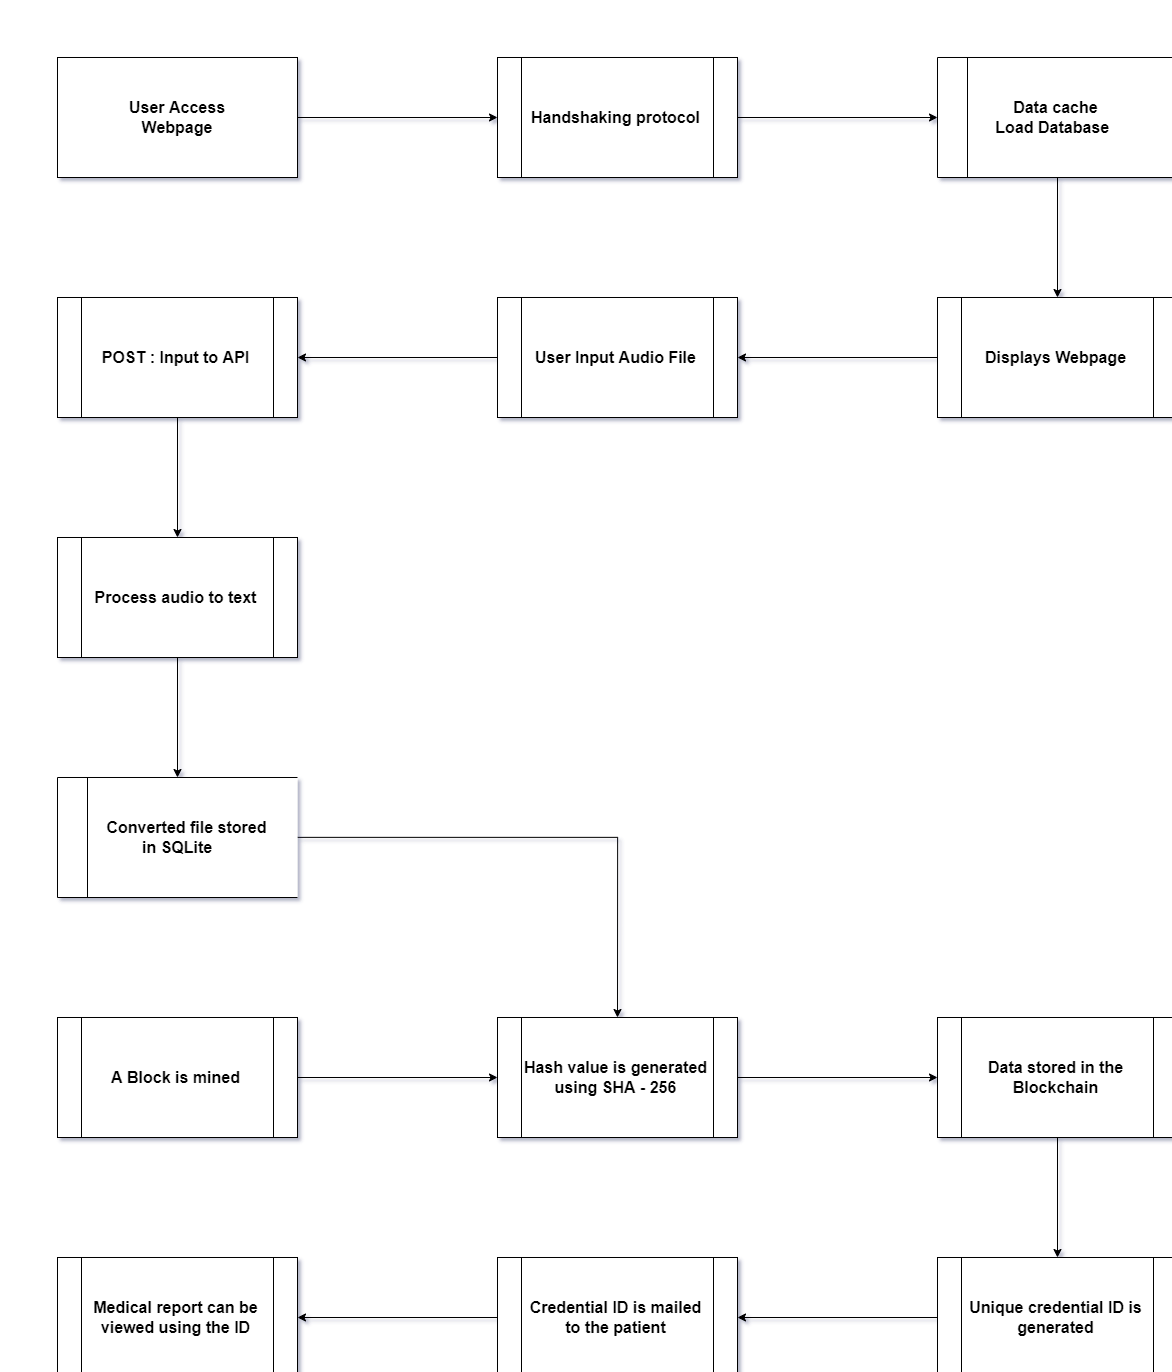 User Access
Webpage
Handshaking protocol
Data cache
Load Database
POST : Input to API
User Input Audio File
Displays Webpage
Process audio to text
Converted file stored
in SQLite
A Block is mined
Hash value is generated
using SHA - 256
Data stored in the
Blockchain
Medical report can be
viewed using the ID
Credential ID is mailed
to the patient
Unique credential ID is
generated